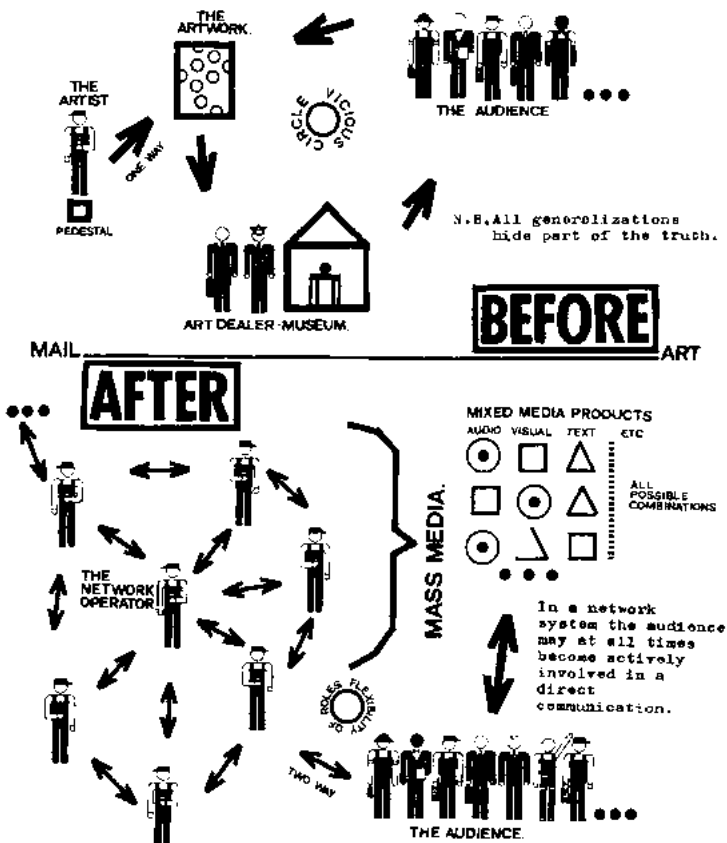 THE
ARTWORK.
THE
ARTIST
ONE WAY
PEDESTAL
VICIOUS CIRCLE
THE AUDIENCE
N.B.All generolizations
hide part of the truth.
ART DEALER-MUSEUM.
BEFORE
MAIL
ART
AFTER
THE
NETWORK
OPERATOR
MASS MEDIA.
MIXED MEDIA PRODUCTS
AUDIO VISUAL TEXT ETC
ALL
POSSIBLE
COMBINATIONS
In a network
system the audience
may at all times
become actively
involved in a
direct
communication.
FLEXIBILITY OF ROLES
TWO WAY
THE AUDIENCE.